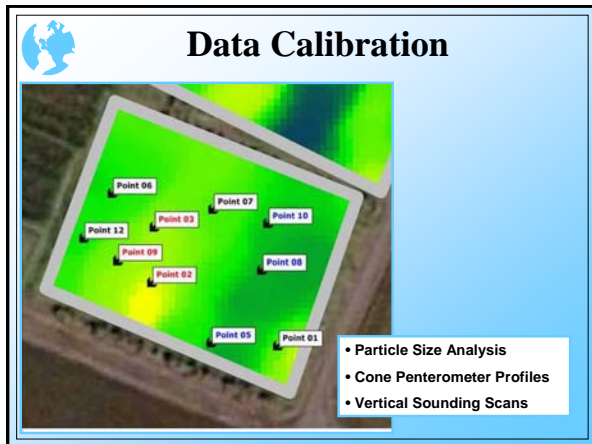 Data Calibration
Point 06
Point 07
Point 03
Point 10
Point 12
Point 09
Point 08
Point 02
Point 05
Point 01
• Particle Size Analysis
• Cone Penterometer Profiles
• Vertical Sounding Scans